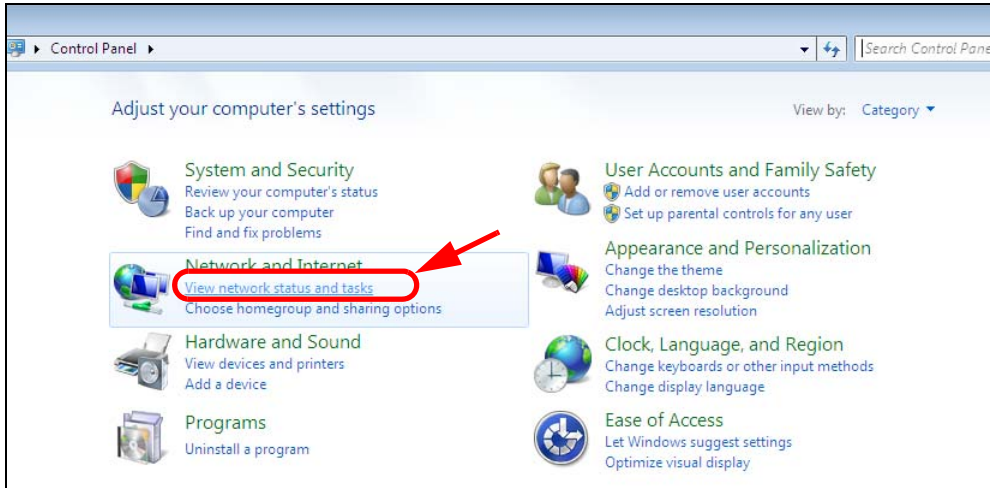 Control Panel
Search Control Pane
Adjust your computer's settings
View by: Category
System and Security
Review your computer's status
Back up your computer
Find and fix problems
Network and Internet
View network status and tasks
Choose homegroup and sharing options
Hardware and Sound
View devices and printers
Add a device
Programs
Uninstall a program
User Accounts and Family Safety
Add or remove user accounts
Set up parental controls for any user
Appearance and Personalization
Change the theme
Change desktop background
Adjust screen resolution
Clock, Language, and Region
Change keyboards or other input methods
Change display language
Ease of Access
Let Windows suggest settings
Optimize visual display